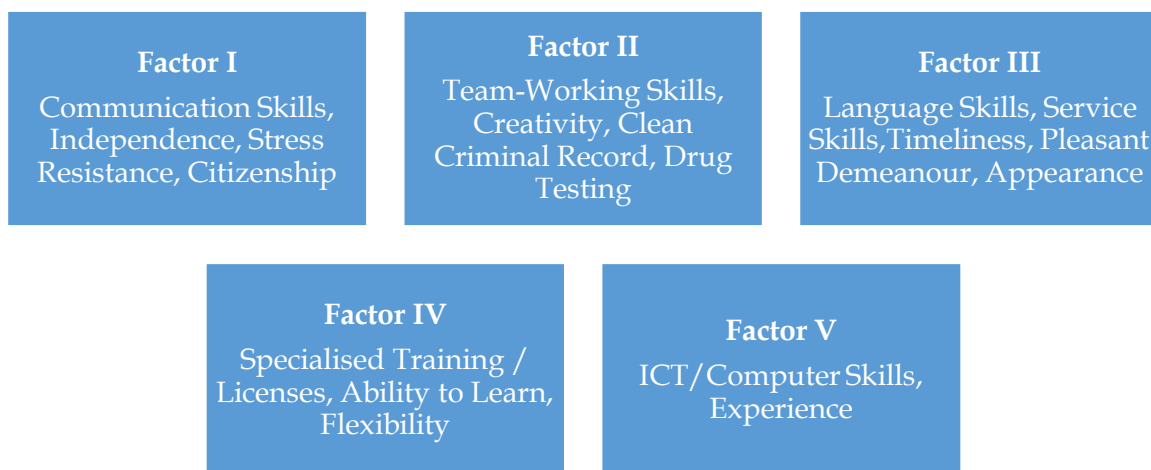 Factor I
Communication Skills,
Independence, Stress
Resistance, Citizenship
Factor II
Team-Working Skills,
Creativity, Clean
Criminal Record, Drug
Testing
Factor III
Language Skills, Service
Skills,Timeliness, Pleasant
Demeanour, Appearance
Factor IV
Specialised Training /
Licenses, Ability to Learn,
Flexibility
Factor V
ICT/Computer Skills,
Experience